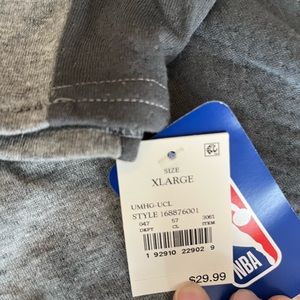 SIZE
XLARGE
UMHG-UCL
STYLE 168876001
047 57 3061
DEPT CL ITEM
1 92910 22902 9
$29.99
NBA